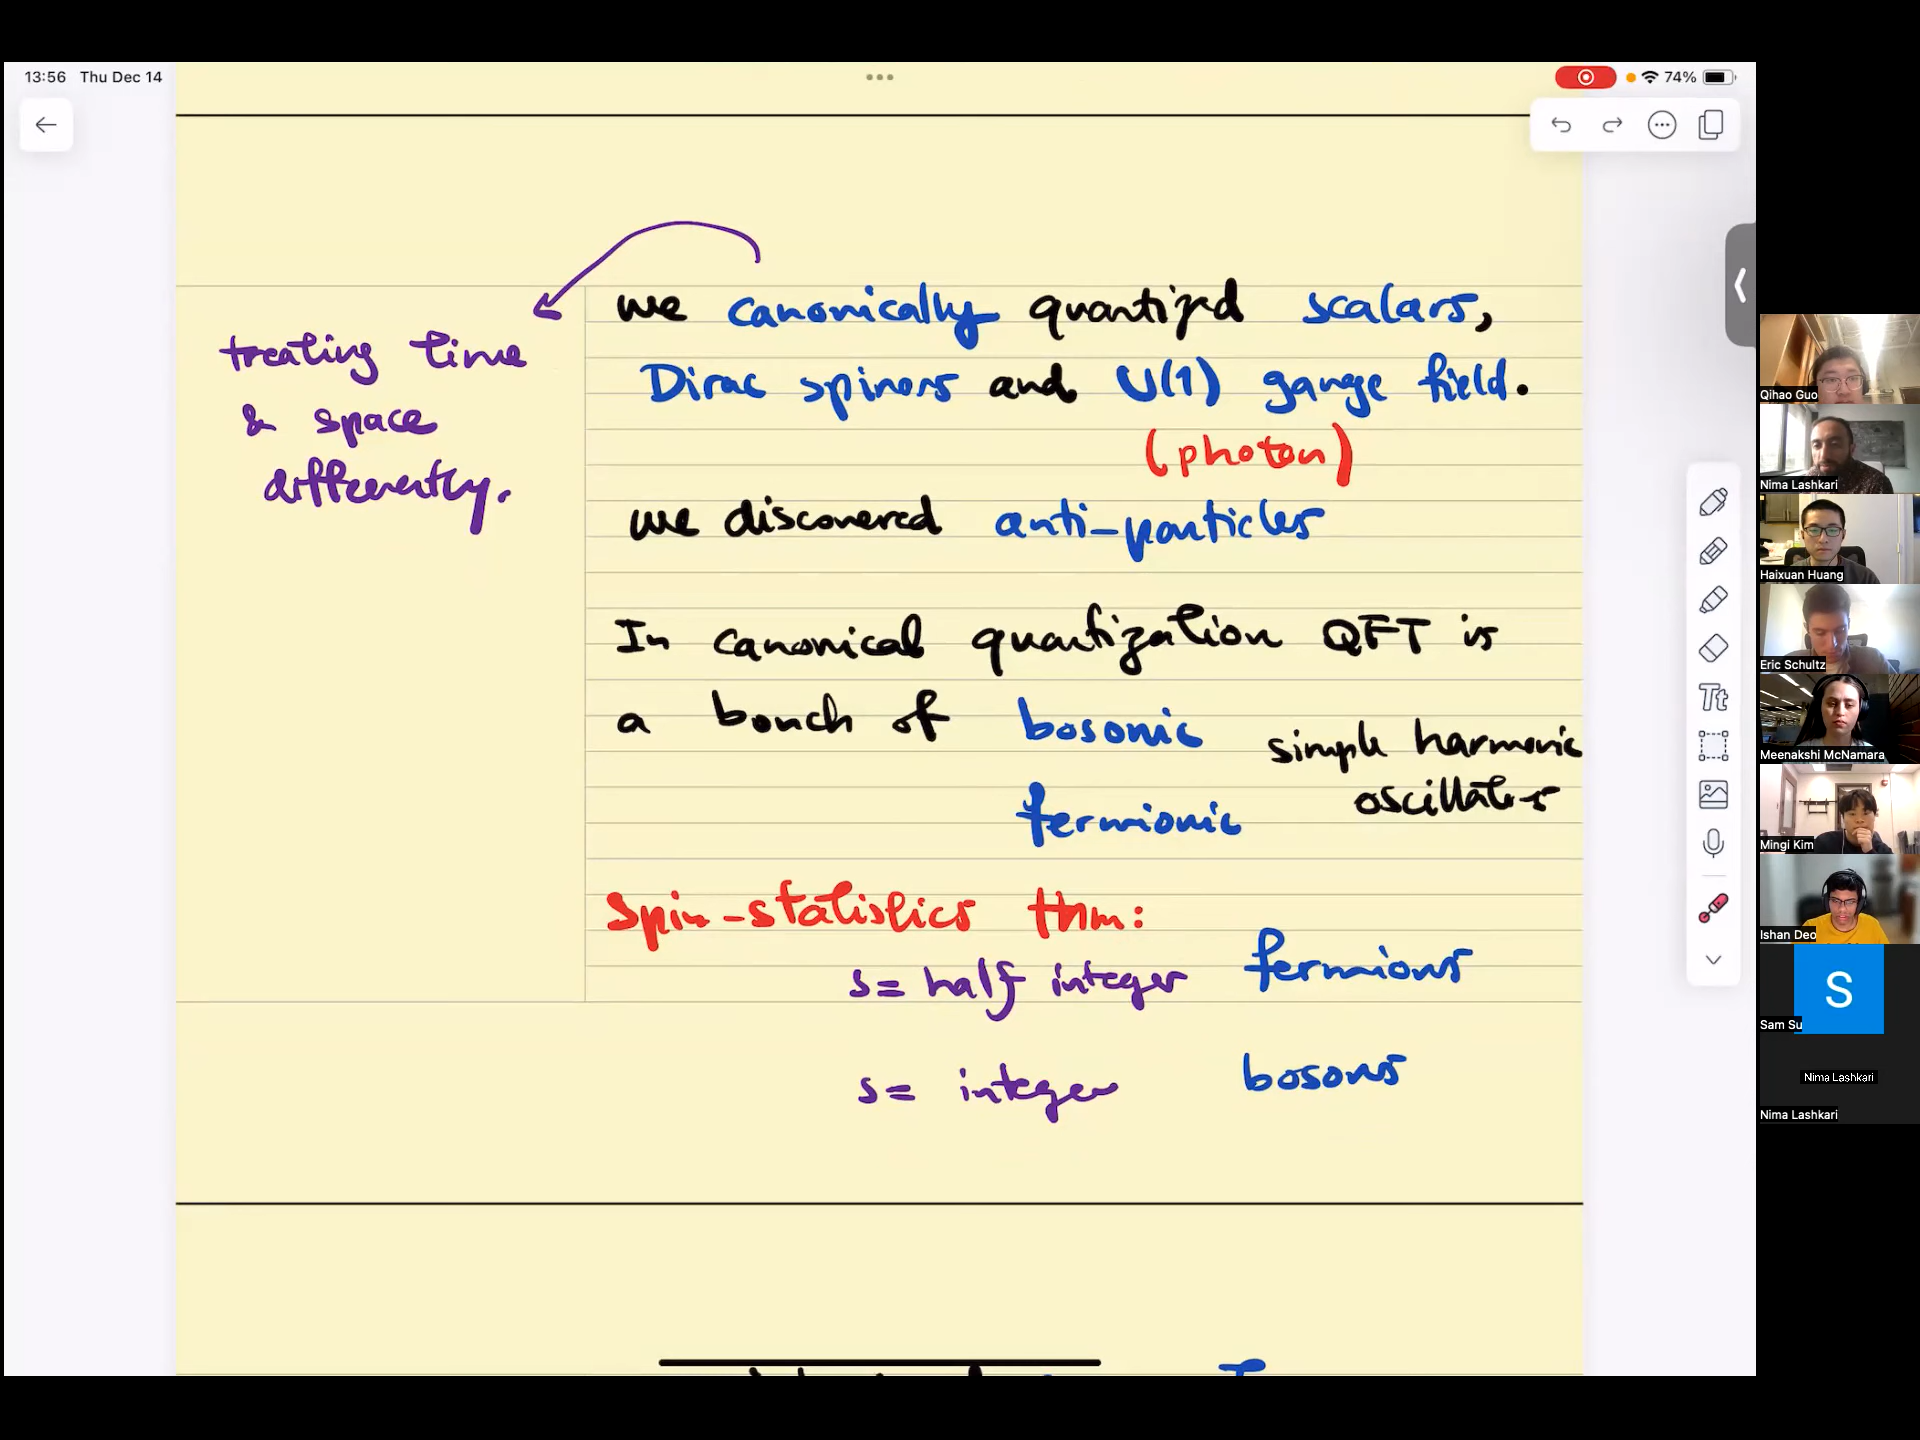 13:56 Thu Dec 14
74%
we canonically quantized scalars,
Dirac spinors and U(1) gauge field.
(photon)
treating time
& space
differently.
we discovered anti-particles
In canonical quantization QFT is
a bonch of bosonic simple harmonic
oscillators
fermionic
Spin-statistics thm:
s= half integer fermions
s= integer bosons
Tt
Qihao Guo
Nima Lashkari
Haixuan Huang
Eric Schultz
Meenakshi McNamara
Mingi Kim
Ishan Deo
S
Sam Su
Nima Lashkari
Nima Lashkari